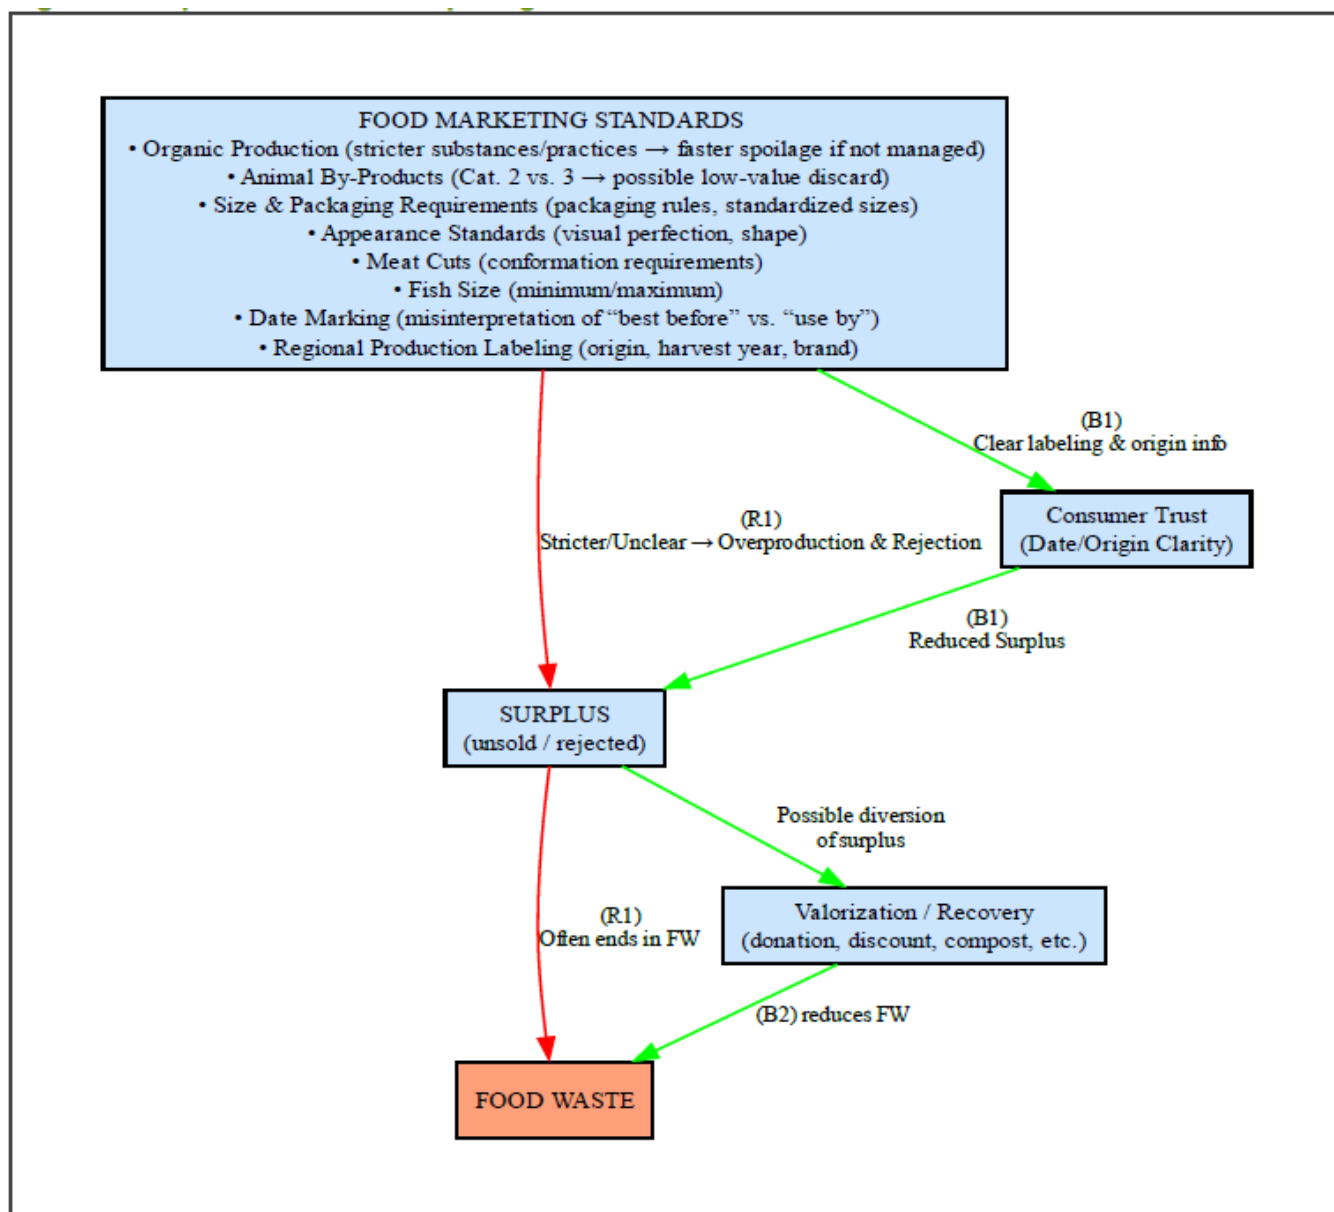 FOOD MARKETING STANDARDS
• Organic Production (stricter substances/practices → faster spoilage if not managed)
• Animal By-Products (Cat. 2 vs. 3 → possible low-value discard)
• Size & Packaging Requirements (packaging rules, standardized sizes)
• Appearance Standards (visual perfection, shape)
• Meat Cuts (conformation requirements)
• Fish Size (minimum/maximum)
• Date Marking (misinterpretation of “best before” vs. “use by”)
• Regional Production Labeling (origin, harvest year, brand)
(B1)
Clear labeling & origin info
Consumer Trust
(Date/Origin Clarity)
(R1)
Stricter/Unclear → Overproduction & Rejection
(B1)
Reduced Surplus
SURPLUS
(unsold / rejected)
Possible diversion
of surplus
Valorization / Recovery
(donation, discount, compost, etc.)
(R1)
Often ends in FW
(B2) reduces FW
FOOD WASTE